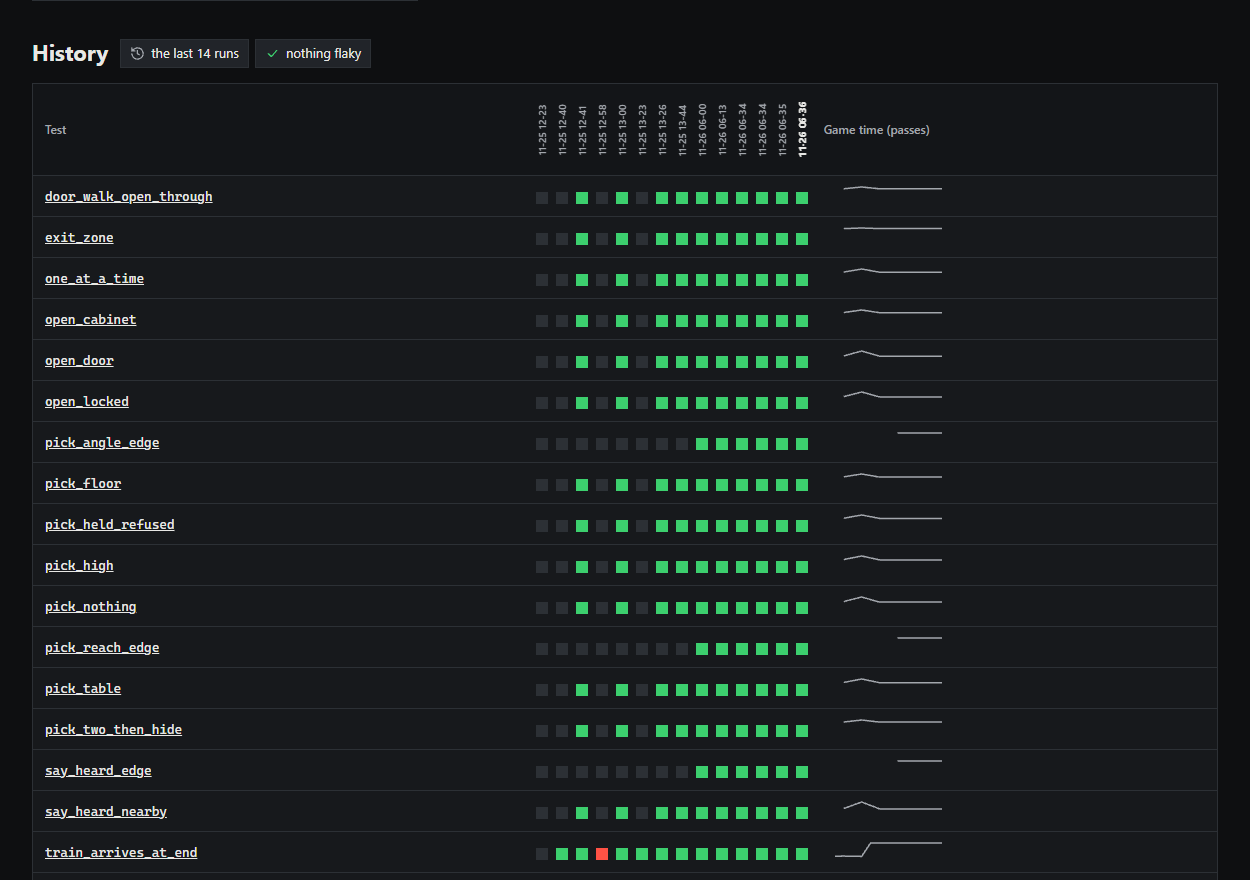 History
the last 14 runs
nothing flaky
Test
11-25 12-23
11-25 12-40
11-25 12-41
11-25 12-58
11-25 13-00
11-25 13-23
11-25 13-26
11-25 13-44
11-26 06-00
11-26 06-13
11-26 06-34
11-26 06-34
11-26 06-35
11-26 06-36
Game time (passes)
door_walk_open_through
exit_zone
one_at_a_time
open_cabinet
open_door
open_locked
pick_angle_edge
pick_floor
pick_held_refused
pick_high
pick_nothing
pick_reach_edge
pick_table
pick_two_then_hide
say_heard_edge
say_heard_nearby
train_arrives_at_end